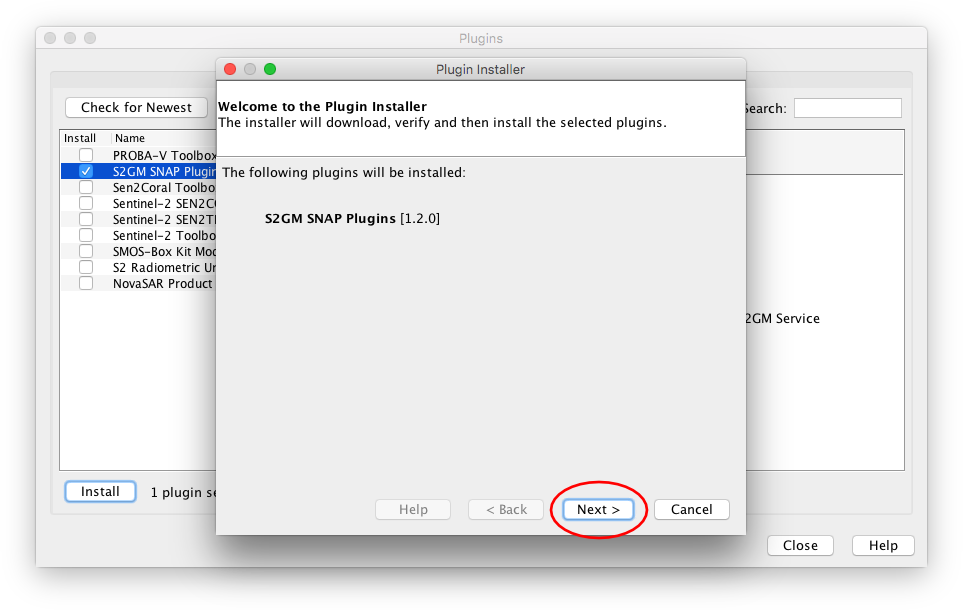 Plugins
Plugin Installer
Check for Newest
Search:
Welcome to the Plugin Installer
The installer will download, verify and then install the selected plugins.
Install Name
PROBA-V Toolbox
S2GM SNAP Plugin
Sen2Coral Toolbo
Sentinel-2 SEN2C
Sentinel-2 SEN2T
Sentinel-2 Toolbo
SMOS-Box Kit Mod
S2 Radiometric Un
NovaSAR Product
The following plugins will be installed:
S2GM SNAP Plugins [1.2.0]
2GM Service
Install 1 plugin se
Help < Back Next > Cancel
Close Help